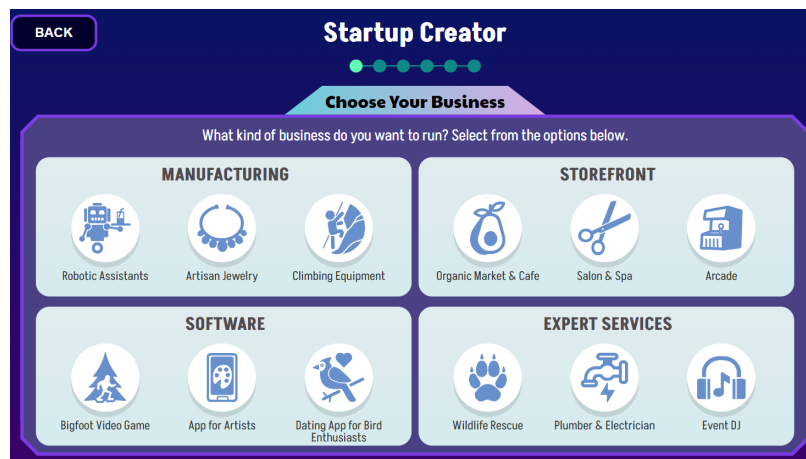 BACK
Startup Creator
Choose Your Business
What kind of business do you want to run? Select from the options below.
MANUFACTURING
Robotic Assistants
Artisan Jewelry
Climbing Equipment
STOREFRONT
Organic Market & Cafe
Salon & Spa
Arcade
SOFTWARE
Bigfoot Video Game
App for Artists
Dating App for Bird
Enthusiasts
EXPERT SERVICES
Wildlife Rescue
Plumber & Electrician
Event DJ